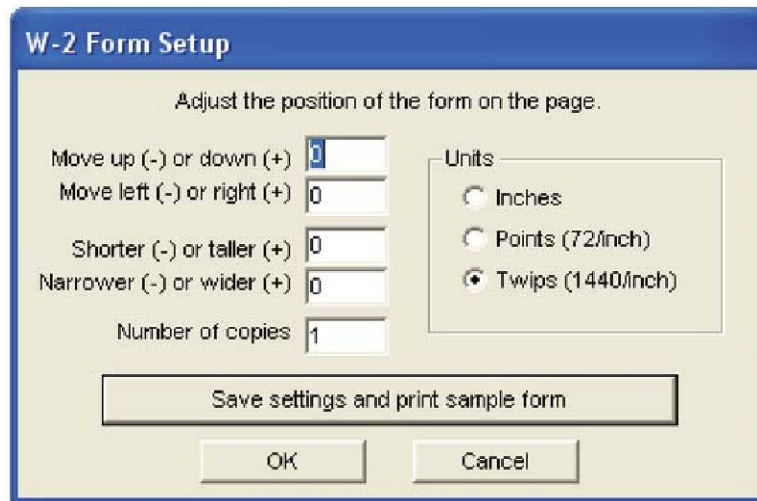 W-2 Form Setup
Adjust the position of the form on the page.
Move up (-) or down (+) 0
Move left (-) or right (+) 0
Shorter (-) or taller (+) 0
Narrower (-) or wider (+) 0
Number of copies 1
Units
Inches
Points (72/inch)
Twips (1440/inch)
Save settings and print sample form
OK Cancel